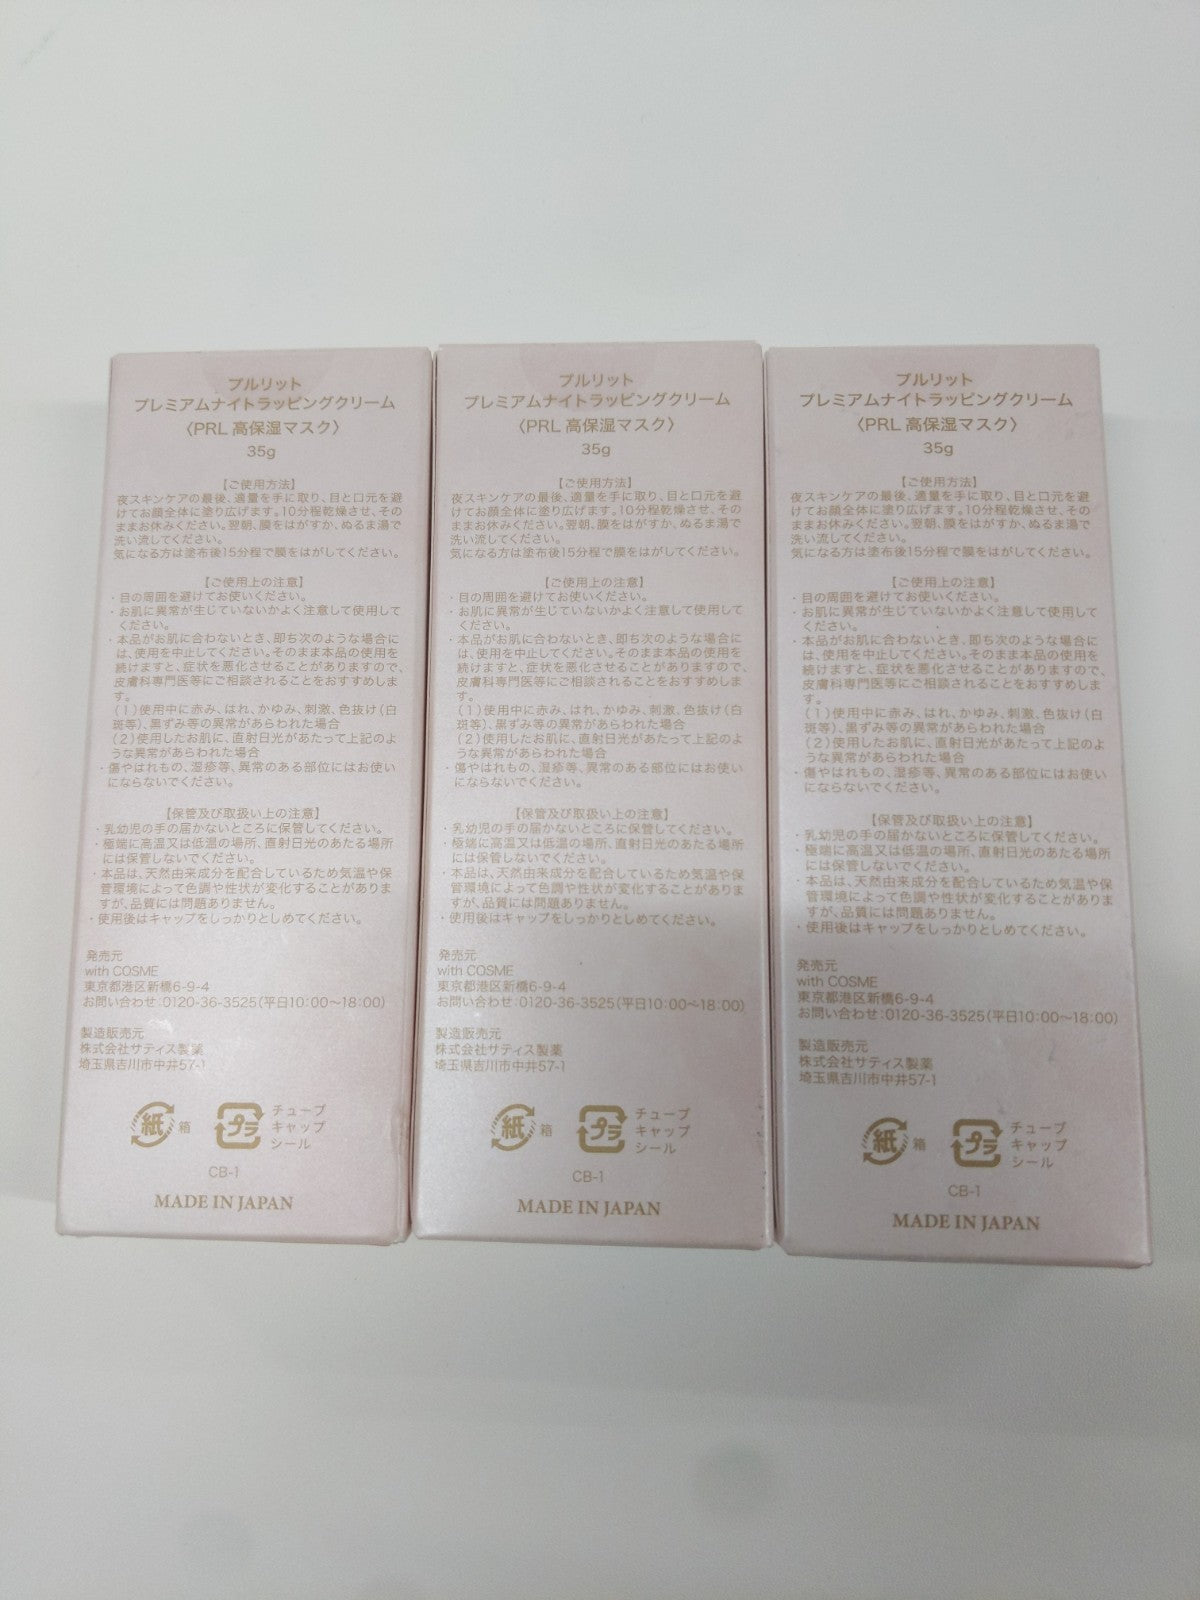 プルリット
プレミアムナイトラッピングクリーム
〈PRL 高保湿マスク〉
35g
【ご使用方法】
夜スキンケアの最後、適量を手に取り、目と口元を避
けてお顔全体に塗り広げます。10分程乾燥させ、その
ままお休みください。翌朝、膜をはがすか、ぬるま湯で
洗い流してください。
気になる方は塗布後15分程で膜をはがしてください。
【ご使用上の注意】
・目の周囲を避けてお使いください。
・お肌に異常が生じていないかよく注意して使用して
ください。
・本品がお肌に合わないとき、即ち次のような場合に
は、使用を中止してください。そのまま本品の使用を
続けますと、症状を悪化させることがありますので、
皮膚科専門医等にご相談されることをおすすめしま
す。
(1)使用中に赤み、はれ、かゆみ、刺激、色抜け(白
斑等)、黒ずみ等の異常があらわれた場合
(2)使用したお肌に、直射日光があたって上記のよ
うな異常があらわれた場合
・傷やはれもの、湿疹等、異常のある部位にはお使い
にならないでください。
【保管及び取扱い上の注意】
・乳幼児の手の届かないところに保管してください。
・極端に高温又は低温の場所、直射日光のあたる場所
には保管しないでください。
・本品は、天然由来成分を配合しているため気温や保
管環境によって色調や性状が変化することがありま
すが、品質には問題ありません。
・使用後はキャップをしっかりとしめてください。
発売元
with COSME
東京都港区新橋6-9-4
お問い合わせ:0120-36-3525(平日10:00〜18:00)
製造販売元
株式会社サティス製薬
埼玉県吉川市中井57-1
紙 箱
プラ チューブ
キャップ
シール
CB-1
MADE IN JAPAN
プルリット
プレミアムナイトラッピングクリーム
〈PRL 高保湿マスク〉
35g
【ご使用方法】
夜スキンケアの最後、適量を手に取り、目と口元を避
けてお顔全体に塗り広げます。10分程乾燥させ、その
ままお休みください。翌朝、膜をはがすか、ぬるま湯で
洗い流してください。
気になる方は塗布後15分程で膜をはがしてください。
【ご使用上の注意】
・目の周囲を避けてお使いください。
・お肌に異常が生じていないかよく注意して使用して
ください。
・本品がお肌に合わないとき、即ち次のような場合に
は、使用を中止してください。そのまま本品の使用を
続けますと、症状を悪化させることがありますので、
皮膚科専門医等にご相談されることをおすすめしま
す。
(1)使用中に赤み、はれ、かゆみ、刺激、色抜け(白
斑等)、黒ずみ等の異常があらわれた場合
(2)使用したお肌に、直射日光があたって上記のよ
うな異常があらわれた場合
・傷やはれもの、湿疹等、異常のある部位にはお使い
にならないでください。
【保管及び取扱い上の注意】
・乳幼児の手の届かないところに保管してください。
・極端に高温又は低温の場所、直射日光のあたる場所
には保管しないでください。
・本品は、天然由来成分を配合しているため気温や保
管環境によって色調や性状が変化することがありま
すが、品質には問題ありません。
・使用後はキャップをしっかりとしめてください。
発売元
with COSME
東京都港区新橋6-9-4
お問い合わせ:0120-36-3525(平日10:00〜18:00)
製造販売元
株式会社サティス製薬
埼玉県吉川市中井57-1
紙 箱
プラ チューブ
キャップ
シール
CB-1
MADE IN JAPAN
プルリット
プレミアムナイトラッピングクリーム
〈PRL 高保湿マスク〉
35g
【ご使用方法】
夜スキンケアの最後、適量を手に取り、目と口元を避
けてお顔全体に塗り広げます。10分程乾燥させ、その
ままお休みください。翌朝、膜をはがすか、ぬるま湯で
洗い流してください。
気になる方は塗布後15分程で膜をはがしてください。
【ご使用上の注意】
・目の周囲を避けてお使いください。
・お肌に異常が生じていないかよく注意して使用して
ください。
・本品がお肌に合わないとき、即ち次のような場合に
は、使用を中止してください。そのまま本品の使用を
続けますと、症状を悪化させることがありますので、
皮膚科専門医等にご相談されることをおすすめしま
す。
(1)使用中に赤み、はれ、かゆみ、刺激、色抜け(白
斑等)、黒ずみ等の異常があらわれた場合
(2)使用したお肌に、直射日光があたって上記のよ
うな異常があらわれた場合
・傷やはれもの、湿疹等、異常のある部位にはお使い
にならないでください。
【保管及び取扱い上の注意】
・乳幼児の手の届かないところに保管してください。
・極端に高温又は低温の場所、直射日光のあたる場所
には保管しないでください。
・本品は、天然由来成分を配合しているため気温や保
管環境によって色調や性状が変化することがありま
すが、品質には問題ありません。
・使用後はキャップをしっかりとしめてください。
発売元
with COSME
東京都港区新橋6-9-4
お問い合わせ:0120-36-3525(平日10:00〜18:00)
製造販売元
株式会社サティス製薬
埼玉県吉川市中井57-1
紙 箱
プラ チューブ
キャップ
シール
CB-1
MADE IN JAPAN